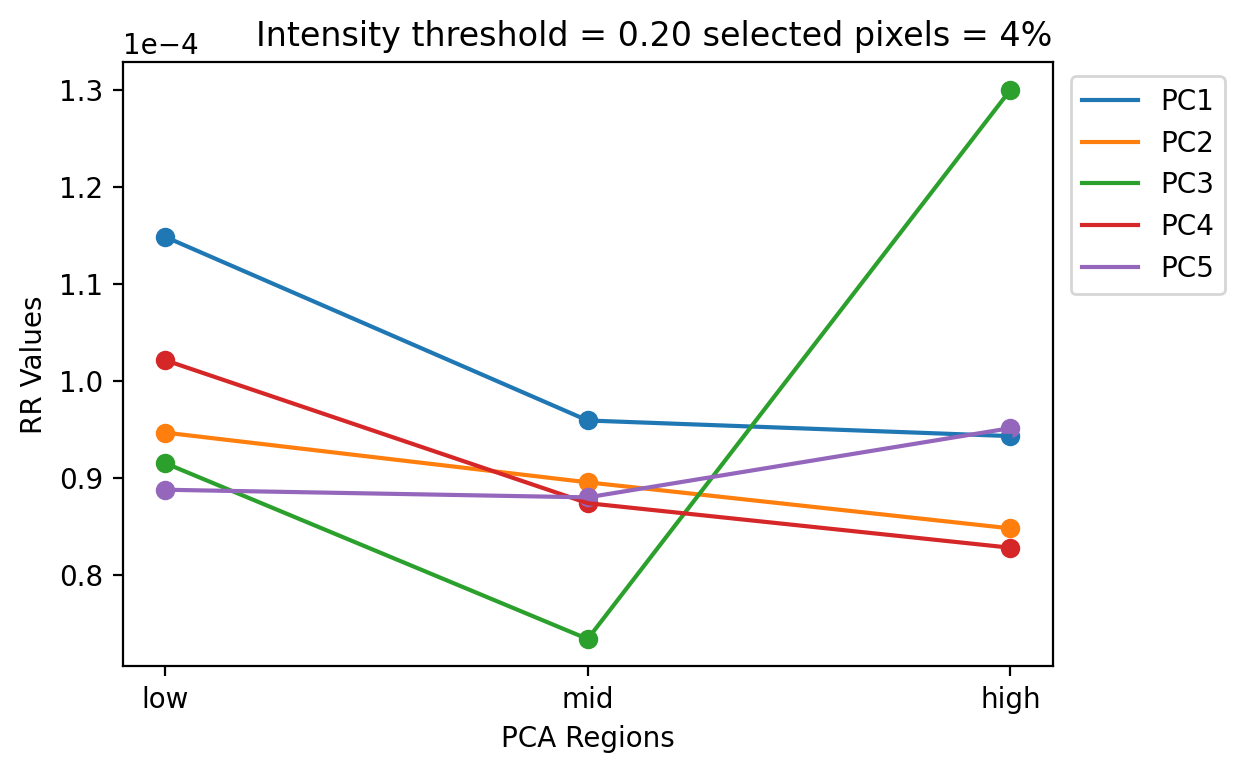 Intensity threshold = 0.20 selected pixels = 4%
1e−4
1.3
1.2
1.1
1.0
0.9
0.8
RR Values
low
mid
high
PCA Regions
PC1
PC2
PC3
PC4
PC5